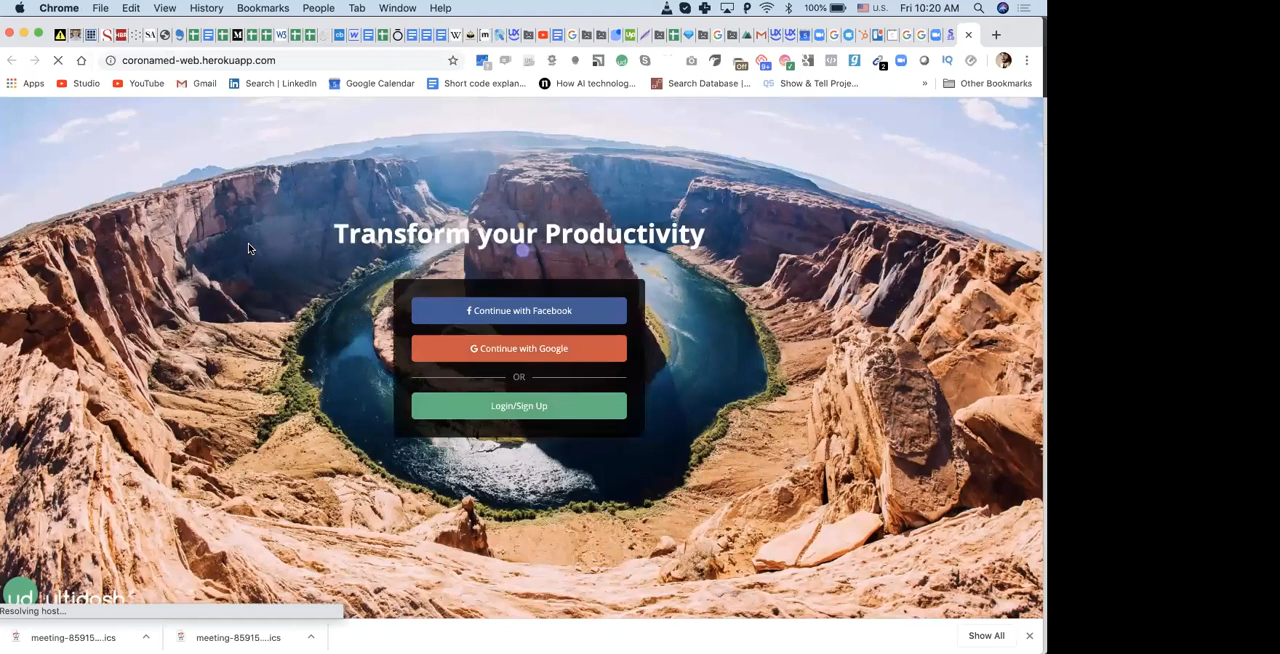 Chrome File Edit View History Bookmarks People Tab Window Help 100% U.S. Fri 10:20 AM
coronamed-web.herokuapp.com
Apps Studio YouTube Gmail Search | LinkedIn Google Calendar Short code explan... How AI technolog... Search Database |... QS Show & Tell Proje... » Other Bookmarks
Transform your Productivity
Continue with Facebook
Continue with Google
OR
Login/Sign Up
ud ultidash
Resolving host...
meeting-85915....ics meeting-85915....ics Show All